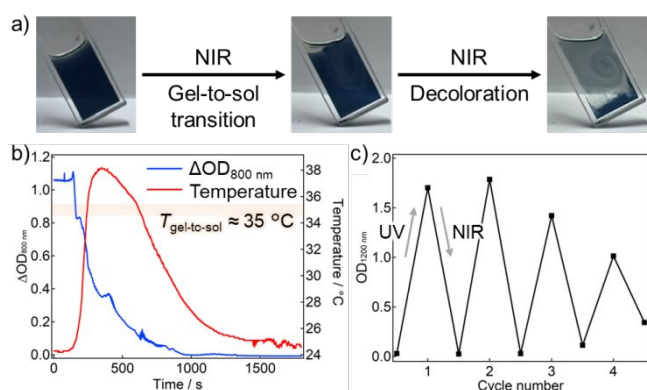 a)
NIR
Gel-to-sol
transition
NIR
Decoloration
b)
1.2
1.0
0.8
0.6
0.4
0.2
0.0
ΔOD800 nm
ΔOD800 nm
Temperature
Tgel-to-sol ≈ 35 °C
38
36
34
32
30
28
26
24
Temperature / °C
0
500
1000
1500
Time / s
c)
2.0
1.5
1.0
0.5
0.0
OD1200 nm
UV
NIR
1
2
3
4
Cycle number